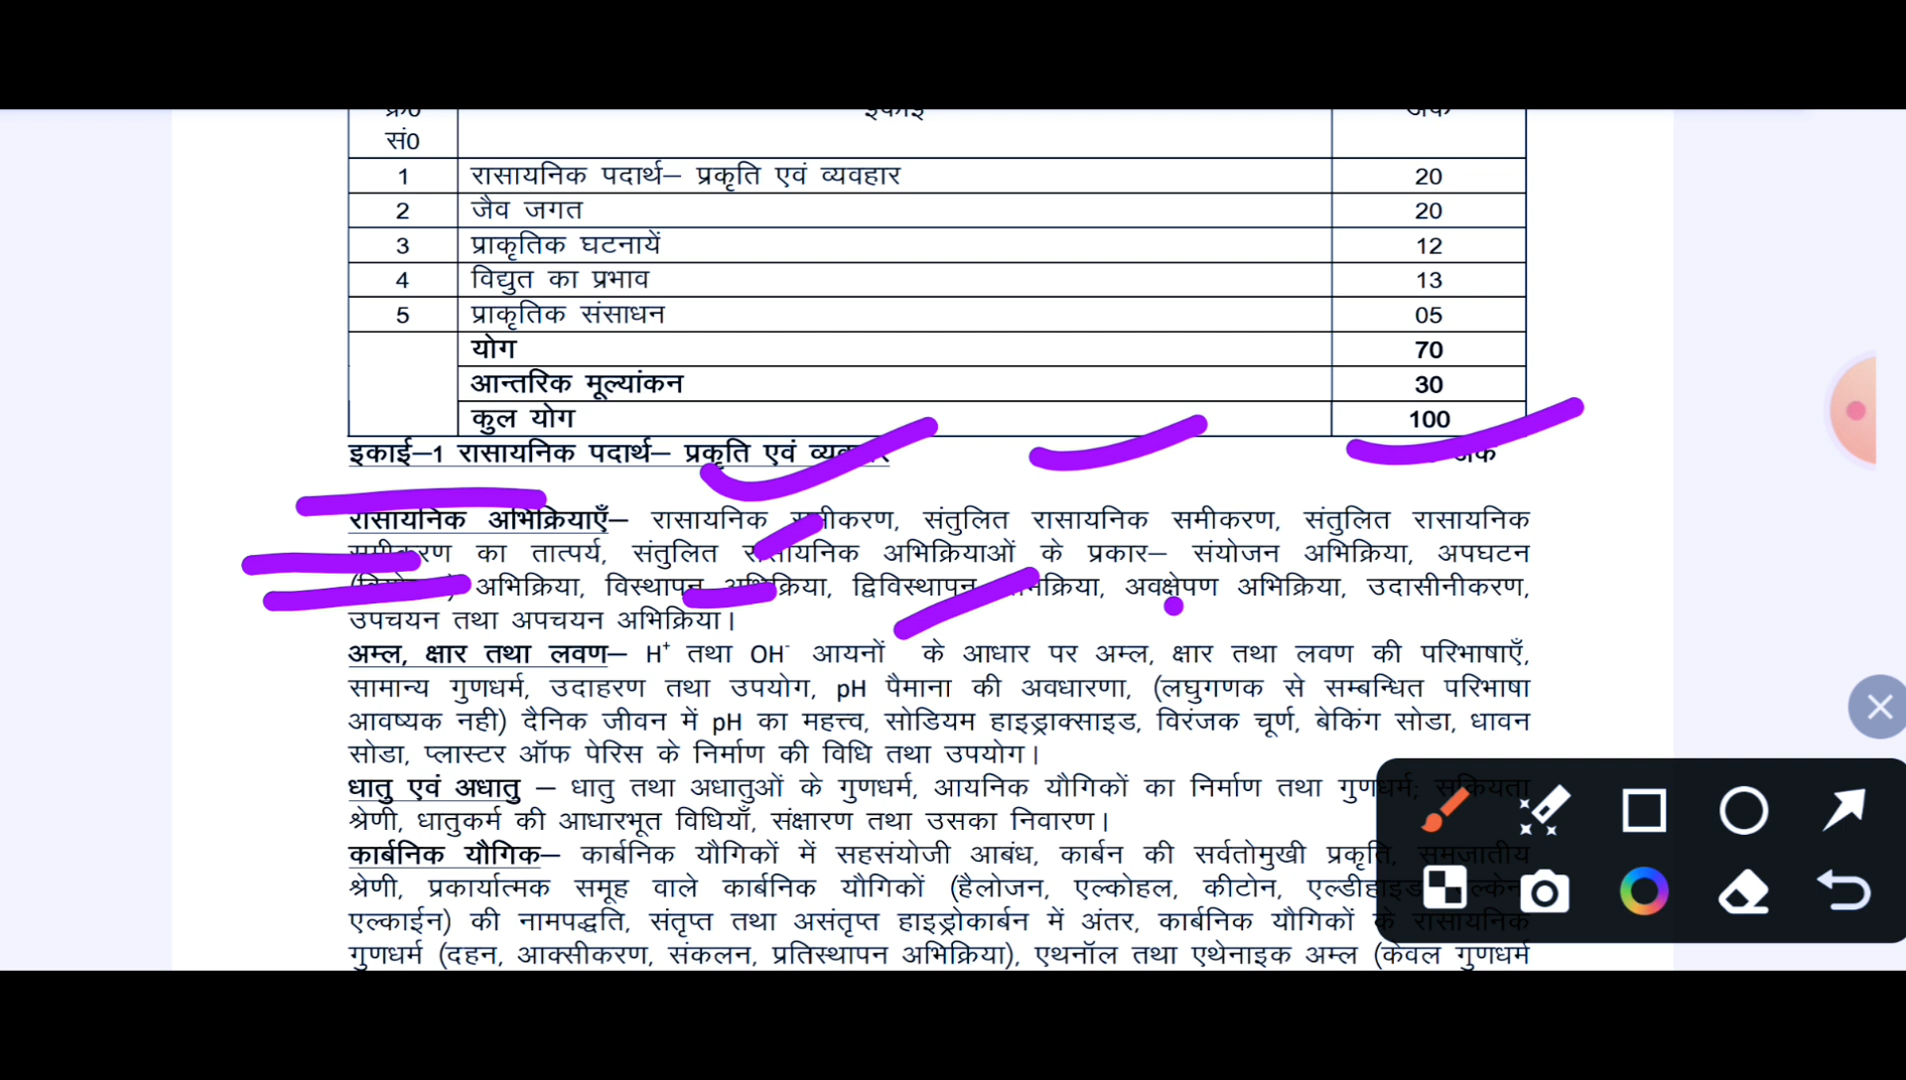 सं0
1 रासायनिक पदार्थ– प्रकृति एवं व्यवहार 20
2 जैव जगत 20
3 प्राकृतिक घटनायें 12
4 विद्युत का प्रभाव 13
5 प्राकृतिक संसाधन 05
योग 70
आन्तरिक मूल्यांकन 30
कुल योग 100
इकाई–1 रासायनिक पदार्थ– प्रकृति एवं अंक
रासायनिक अभिक्रियाएँ– रासायनिक समीकरण, संतुलित रासायनिक समीकरण, संतुलित रासायनिक
समीकरण का तात्पर्य, संतुलित रासायनिक अभिक्रियाओं के प्रकार– संयोजन अभिक्रिया, अपघटन
अभिक्रिया, विस्थापन अभिक्रिया, द्विविस्थापन अभिक्रिया, अवक्षेपण अभिक्रिया, उदासीनीकरण,
उपचयन तथा अपचयन अभिक्रिया।
अम्ल, क्षार तथा लवण– H⁺ तथा OH⁻ आयनों के आधार पर अम्ल, क्षार तथा लवण की परिभाषाएँ,
सामान्य गुणधर्म, उदाहरण तथा उपयोग, pH पैमाना की अवधारणा, (लघुगणक से सम्बन्धित परिभाषा
आवष्यक नही) दैनिक जीवन में pH का महत्त्व, सोडियम हाइड्राक्साइड, विरंजक चूर्ण, बेकिंग सोडा, धावन
सोडा, प्लास्टर ऑफ पेरिस के निर्माण की विधि तथा उपयोग।
धातु एवं अधातु – धातु तथा अधातुओं के गुणधर्म, आयनिक यौगिकों का निर्माण तथा गुणधर्म; सक्रियता
श्रेणी, धातुकर्म की आधारभूत विधियाँ, संक्षारण तथा उसका निवारण।
कार्बनिक यौगिक– कार्बनिक यौगिकों में सहसंयोजी आबंध, कार्बन की सर्वतोमुखी प्रकृति, समजातीय
श्रेणी, प्रकार्यात्मक समूह वाले कार्बनिक यौगिकों (हैलोजन, एल्कोहल, कीटोन,
एल्काईन) की नामपद्धति, संतृप्त तथा असंतृप्त हाइड्रोकार्बन में अंतर, कार्बनिक यौगिकों के रासायनिक
गुणधर्म (दहन, आक्सीकरण, संकलन, प्रतिस्थापन अभिक्रिया), एथनॉल तथा एथेनाइक अम्ल (केवल गुणधर्म